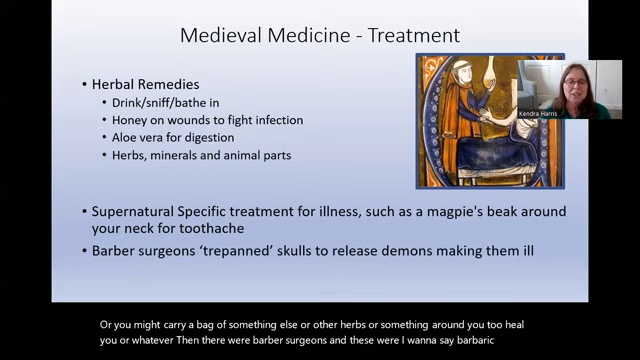 Medieval Medicine - Treatment
• Herbal Remedies
• Drink/sniff/bathe in
• Honey on wounds to fight infection
• Aloe vera for digestion
• Herbs, minerals and animal parts
Kendra Harris
• Supernatural Specific treatment for illness, such as a magpie's beak around
your neck for toothache
• Barber surgeons ‘trepanned’ skulls to release demons making them ill
Or you might carry a bag of something else or other herbs or something around you too heal
you or whatever Then there were barber surgeons and these were I wanna say barbaric